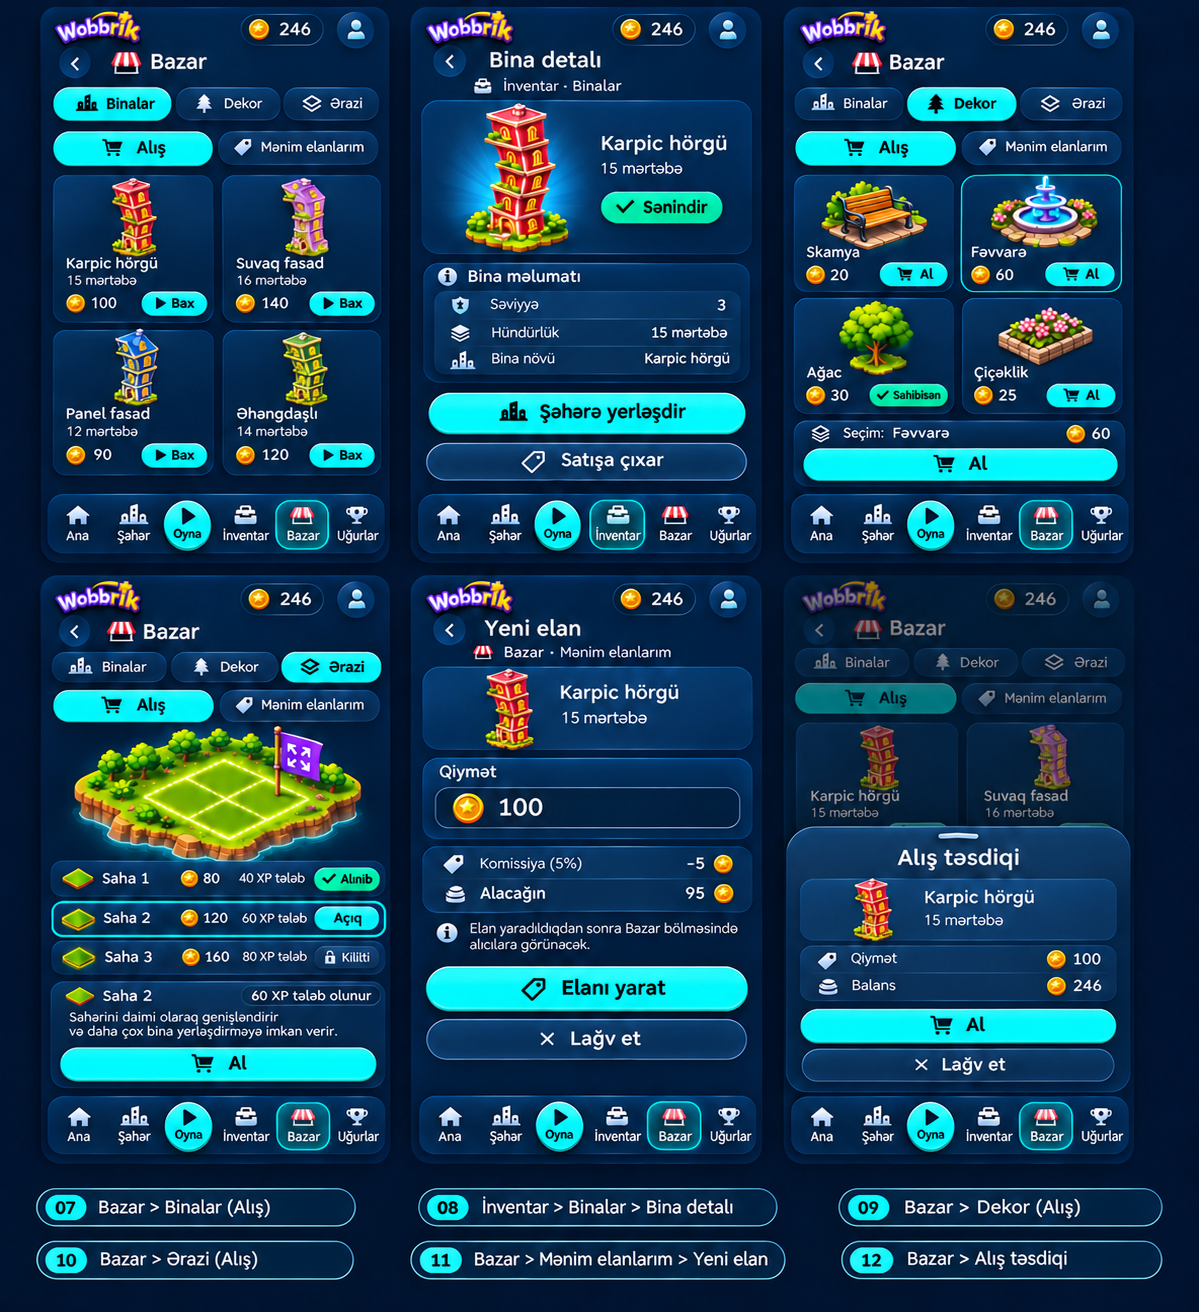 Wobbrik
246
Bazar
Binalar
Dekor
Ərazi
Alış
Mənim elanlarım
Karpic hörgü
15 mərtəbə
100
Bax
Suvaq fasad
16 mərtəbə
140
Bax
Panel fasad
12 mərtəbə
90
Bax
Əhəngdaşlı
14 mərtəbə
120
Bax
Ana
Şəhər
Oyna
İnventar
Bazar
Uğurlar
Wobbrik
246
Bina detalı
İnventar • Binalar
Karpic hörgü
15 mərtəbə
Sənindir
Bina məlumatı
Səviyyə 3
Hündürlük 15 mərtəbə
Bina növü Karpic hörgü
Şəhərə yerləşdir
Satışa çıxar
Ana
Şəhər
Oyna
İnventar
Bazar
Uğurlar
Wobbrik
246
Bazar
Binalar
Dekor
Ərazi
Alış
Mənim elanlarım
Skamya
20
Al
Fəvvarə
60
Al
Ağac
30
Sahibisən
Çiçəklik
25
Al
Seçim: Fəvvarə 60
Al
Ana
Şəhər
Oyna
İnventar
Bazar
Uğurlar
Wobbrik
246
Bazar
Binalar
Dekor
Ərazi
Alış
Mənim elanlarım
Saha 1 80 40 XP tələb Alınib
Saha 2 120 60 XP tələb Açıq
Saha 3 160 80 XP tələb Kililti
Saha 2 60 XP tələb olunur
Səhərini daimi olaraq genişləndirir
və daha çox bina yerləşdirməyə imkan verir.
Al
Ana
Şəhər
Oyna
İnventar
Bazar
Uğurlar
Wobbrik
246
Yeni elan
Bazar • Mənim elanlarım
Karpic hörgü
15 mərtəbə
Qiymət
100
Komissiya (5%) -5
Alacağın 95
Elan yaradıldıqdan sonra Bazar bölməsində
alıcılara görünəcək.
Elanı yarat
Lağv et
Ana
Şəhər
Oyna
İnventar
Bazar
Uğurlar
Wobbrik
246
Bazar
Binalar
Dekor
Ərazi
Alış
Mənim elanlarım
Karpic hörgü
15 mərtəbə
Suvaq fasad
16 mərtəbə
Alış təsdiqi
Karpic hörgü
15 mərtəbə
Qiymət 100
Balans 246
Al
Lağv et
Ana
Şəhər
Oyna
İnventar
Bazar
Uğurlar
07 Bazar > Binalar (Alış)
08 İnventar > Binalar > Bina detalı
09 Bazar > Dekor (Alış)
10 Bazar > Ərazi (Alış)
11 Bazar > Mənim elanlarım > Yeni elan
12 Bazar > Alış təsdiqi